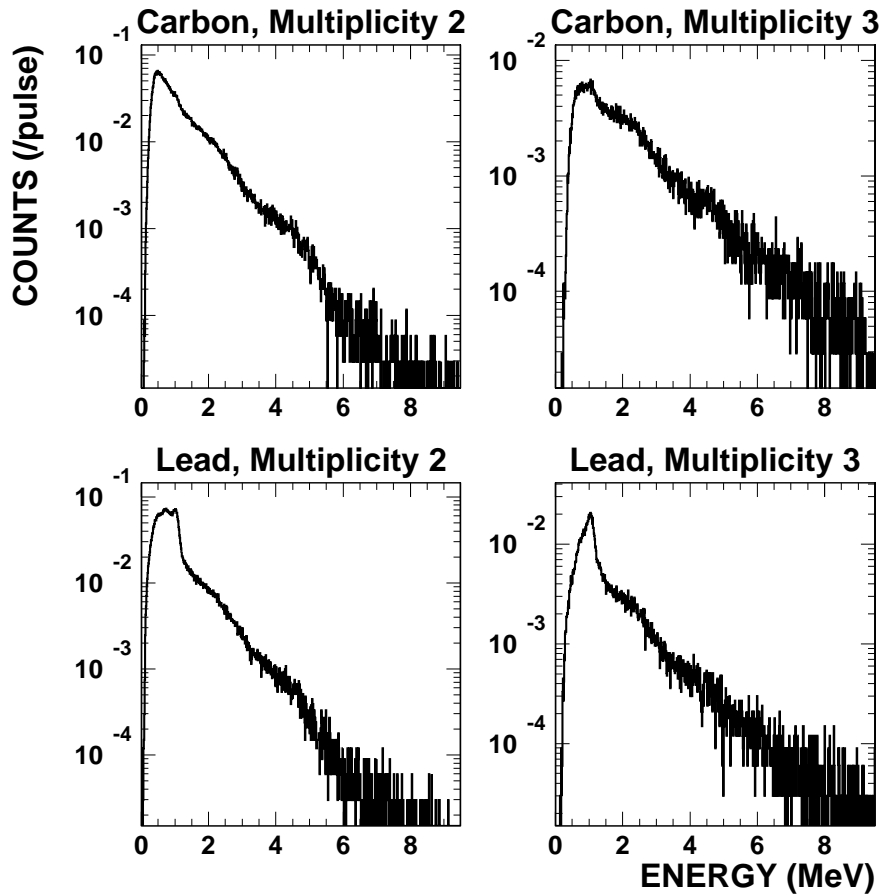 Carbon, Multiplicity 2
Carbon, Multiplicity 3
COUNTS (/pulse)
10 -1
10 -2
10 -3
10 -4
0 2 4 6 8
10 -2
10 -3
10 -4
0 2 4 6 8
Lead, Multiplicity 2
Lead, Multiplicity 3
10 -1
10 -2
10 -3
10 -4
0 2 4 6 8
10 -2
10 -3
10 -4
0 2 4 6 8
ENERGY (MeV)